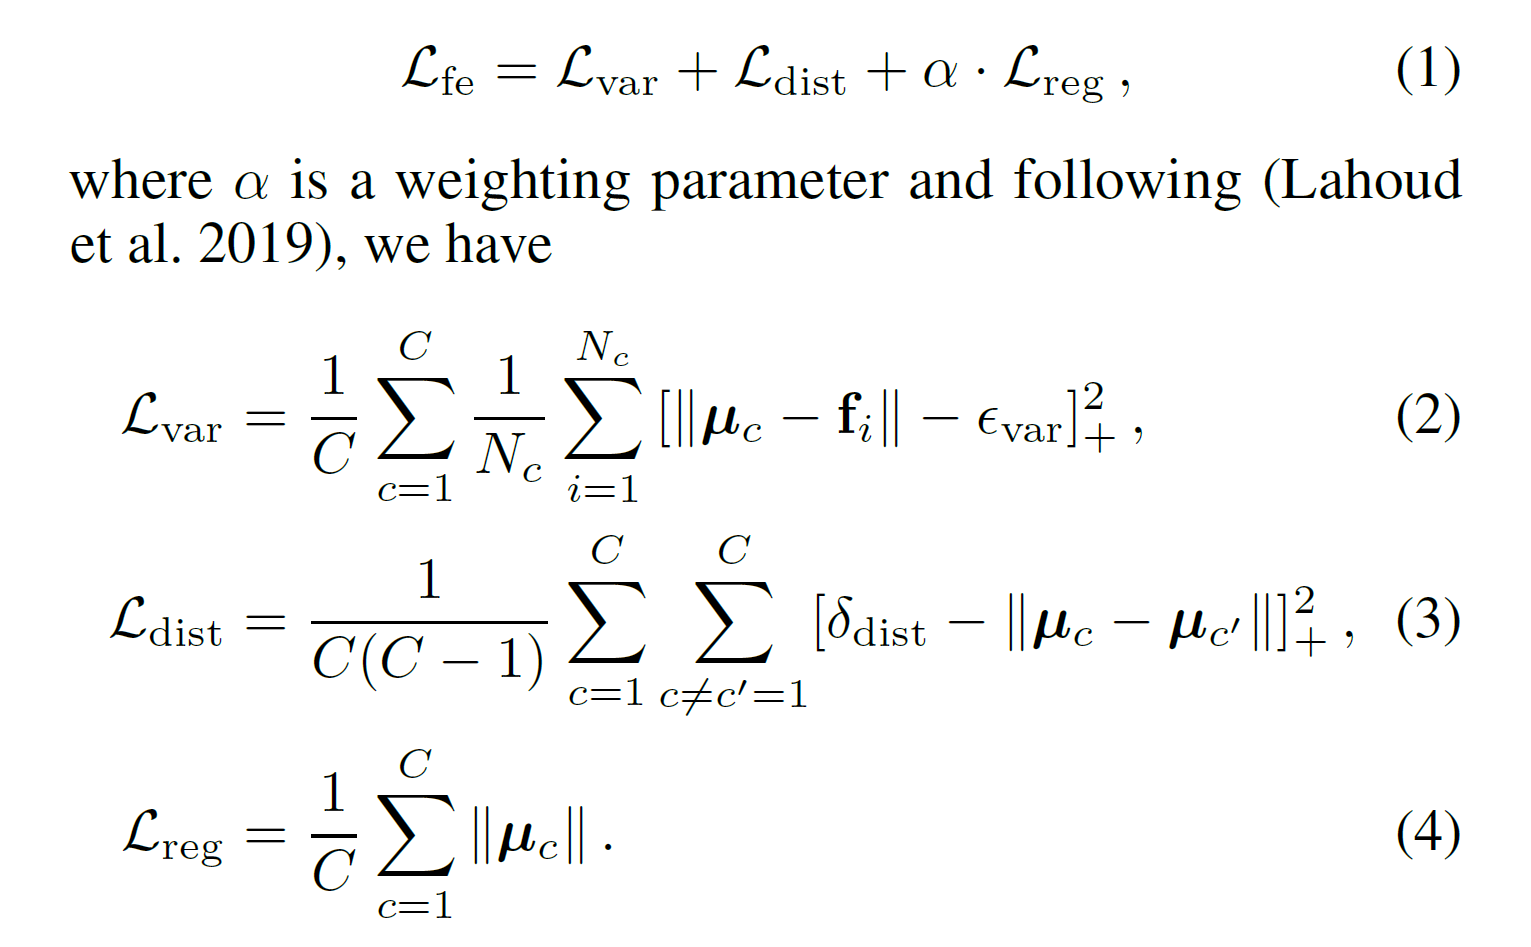 $\mathcal{L}_{\text{fe}} = \mathcal{L}_{\text{var}} + \mathcal{L}_{\text{dist}} + \alpha \cdot \mathcal{L}_{\text{reg}}\,,$ (1)
where $\alpha$ is a weighting parameter and following (Lahoud
et al. 2019), we have
$\mathcal{L}_{\text{var}} = \frac{1}{C} \sum_{c=1}^{C} \frac{1}{N_c} \sum_{i=1}^{N_c} [\|\boldsymbol{\mu}_c - \mathbf{f}_i\| - \epsilon_{\text{var}}]_+^2\,,$ (2)
$\mathcal{L}_{\text{dist}} = \frac{1}{C(C-1)} \sum_{c=1}^{C} \sum_{c \neq c'=1}^{C} [\delta_{\text{dist}} - \|\boldsymbol{\mu}_c - \boldsymbol{\mu}_{c'}\|]_+^2\,,$ (3)
$\mathcal{L}_{\text{reg}} = \frac{1}{C} \sum_{c=1}^{C} \|\boldsymbol{\mu}_c\|\,.$ (4)